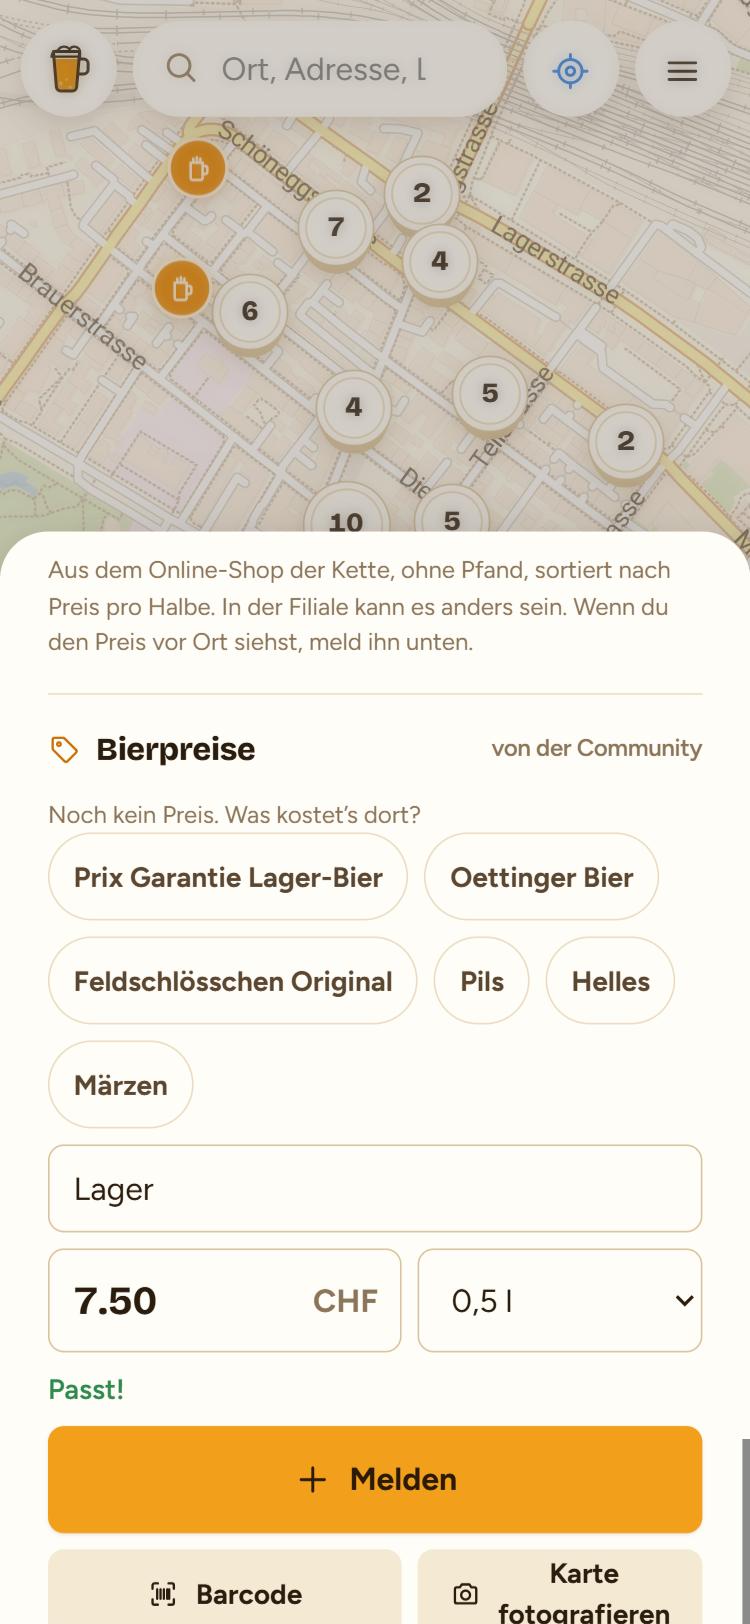 Ort, Adresse, L
Schöneggs
strasse
2
7
4
Lagerstrasse
Brauerstrasse
6
4
5
2
10
5
Aus dem Online-Shop der Kette, ohne Pfand, sortiert nach
Preis pro Halbe. In der Filiale kann es anders sein. Wenn du
den Preis vor Ort siehst, meld ihn unten.
Bierpreise
von der Community
Noch kein Preis. Was kostet's dort?
Prix Garantie Lager-Bier
Oettinger Bier
Feldschlösschen Original
Pils
Helles
Märzen
Lager
7.50 CHF
0,5 l
Passt!
Melden
Barcode
Karte
fotografieren